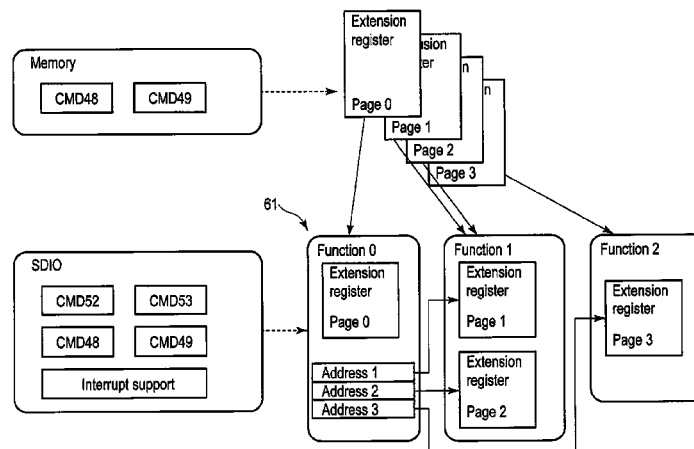 Memory
CMD48
CMD49
Extension
register
Page 0
usion
Page 1
n
Page 2
n
Page 3
61
SDIO
CMD52
CMD53
CMD48
CMD49
Interrupt support
Function 0
Extension
register
Page 0
Address 1
Address 2
Address 3
Function 1
Extension
register
Page 1
Extension
register
Page 2
Function 2
Extension
register
Page 3